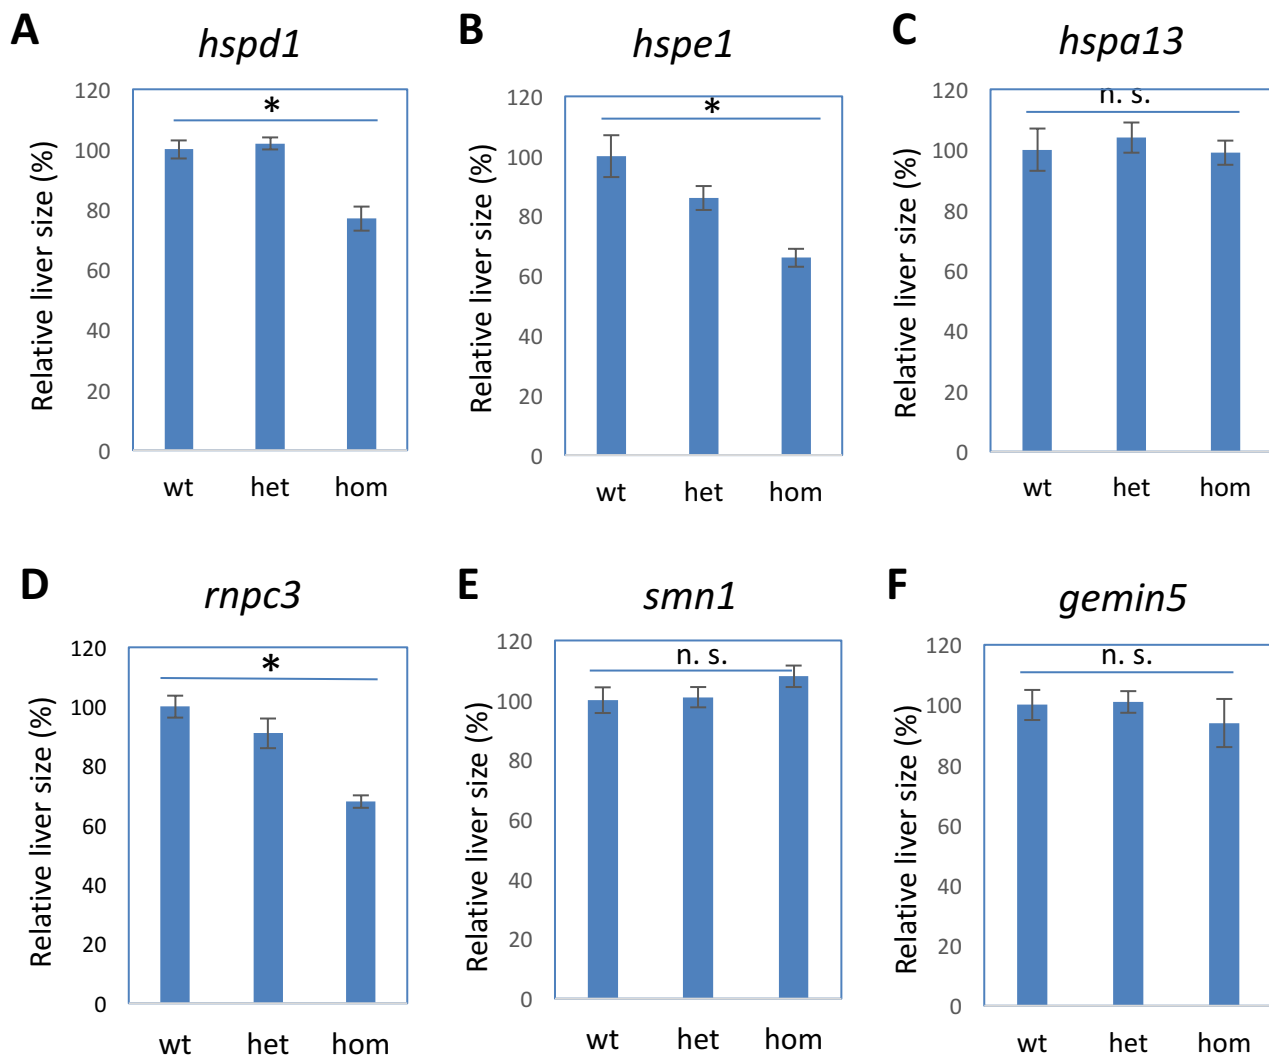 A
hspd1
Relative liver size (%)
120
100
80
60
40
20
0
*
wt het hom
B
hspe1
Relative liver size (%)
120
100
80
60
40
20
0
*
wt het hom
C
hspa13
Relative liver size (%)
120
100
80
60
40
20
0
n. s.
wt het hom
D
rnpc3
Relative liver size (%)
120
100
80
60
40
20
0
*
wt het hom
E
smn1
Relative liver size (%)
120
100
80
60
40
20
0
n. s.
wt het hom
F
gemin5
Relative liver size (%)
120
100
80
60
40
20
0
n. s.
wt het hom